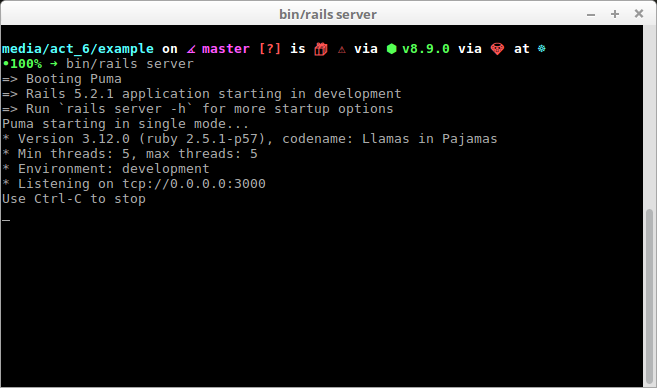 bin/rails server
media/act_6/example on master [?] is ⚠ via ⬢ v8.9.0 via at ☸
•100% ➜ bin/rails server
=> Booting Puma
=> Rails 5.2.1 application starting in development
=> Run `rails server -h` for more startup options
Puma starting in single mode...
* Version 3.12.0 (ruby 2.5.1-p57), codename: Llamas in Pajamas
* Min threads: 5, max threads: 5
* Environment: development
* Listening on tcp://0.0.0.0:3000
Use Ctrl-C to stop